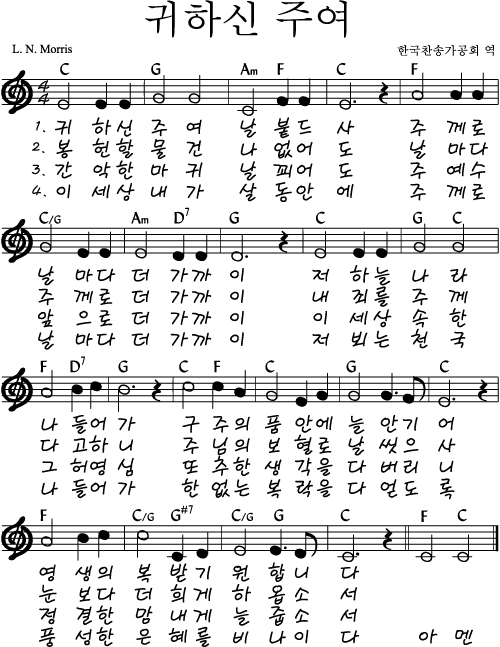 귀하신 주여
L. N. Morris
한국찬송가공회 역
C G Am F C F
1. 귀 하신 주 여 날 붙드 사 주 께로
2. 봉 헌할 물 건 나 없어 도 날 마다
3. 간 악한 마 귀 날 피어 도 주 예수
4. 이 세상 내 가 살 동안 에 주 께로
C/G Am D7 G C G C
날 마다 더 가까 이 저 하늘 나 라
주 께로 더 가까 이 내 죄를 주 께
앞 으로 더 가까 이 이 세상 속 한
날 마다 더 가까 이 저 뵈는 천 국
F D7 G C F C G C G C
나 들어 가 구 주의 품 안에 늘 안기 어
다 고하 니 주 님의 보 혈로 날 씻으 사
그 허영 심 또 추한 생 각을 다 버리 니
나 들어 가 한 없는 복 락을 다 얻도 록
F C/G G#7 C/G G C F C
영 생의 복 받기 원 합니 다
눈 보다 더 희게 하 옵소 서
정 결한 맘 내게 늘 줍소 서
풍 성한 은 혜를 비 나이 다 아 멘